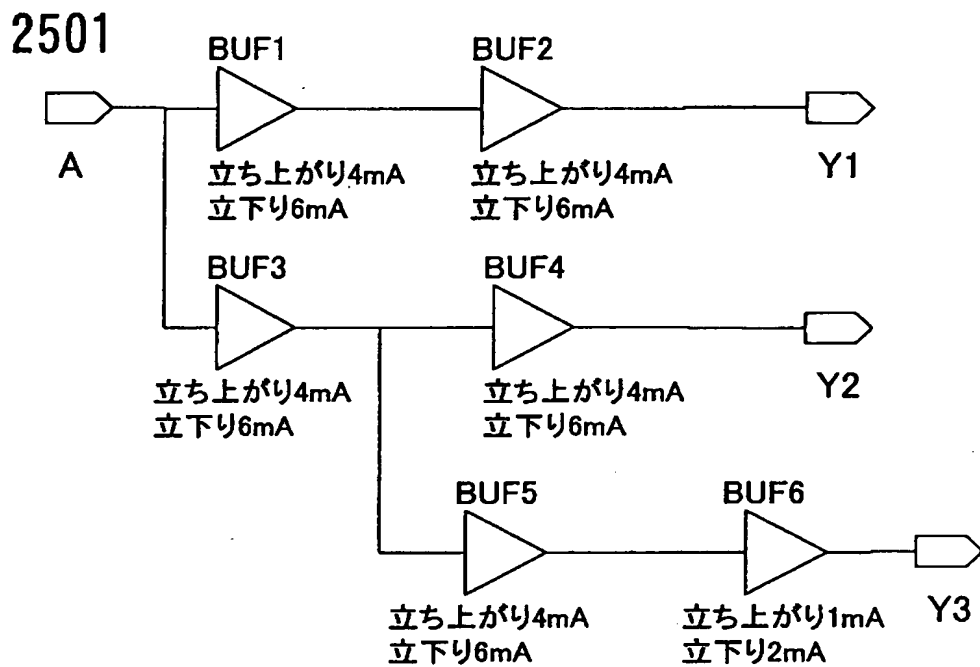 2501
BUF1
BUF2
A
Y1
立ち上がり4mA
立下り6mA
立ち上がり4mA
立下り6mA
BUF3
BUF4
Y2
立ち上がり4mA
立下り6mA
立ち上がり4mA
立下り6mA
BUF5
BUF6
Y3
立ち上がり4mA
立下り6mA
立ち上がり1mA
立下り2mA